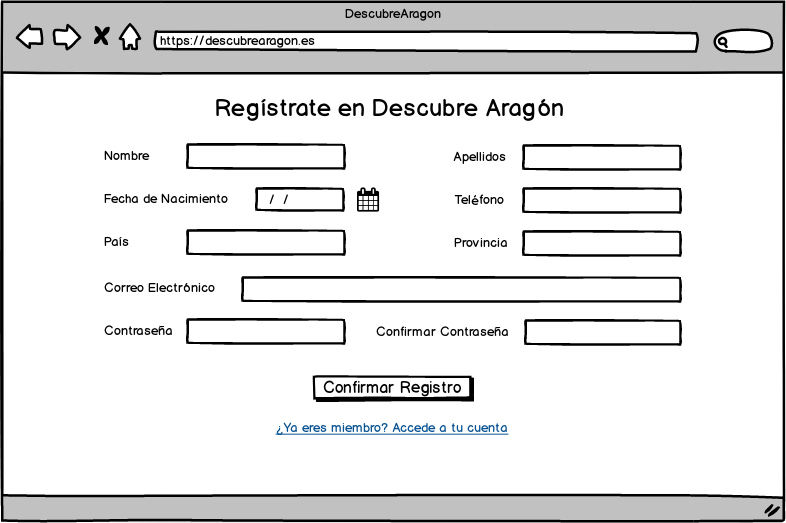 DescubreAragon
https://descubrearagon.es
Regístrate en Descubre Aragón
Nombre
Apellidos
Fecha de Nacimiento / /
Teléfono
País
Provincia
Correo Electrónico
Contraseña
Confirmar Contraseña
Confirmar Registro
¿Ya eres miembro? Accede a tu cuenta